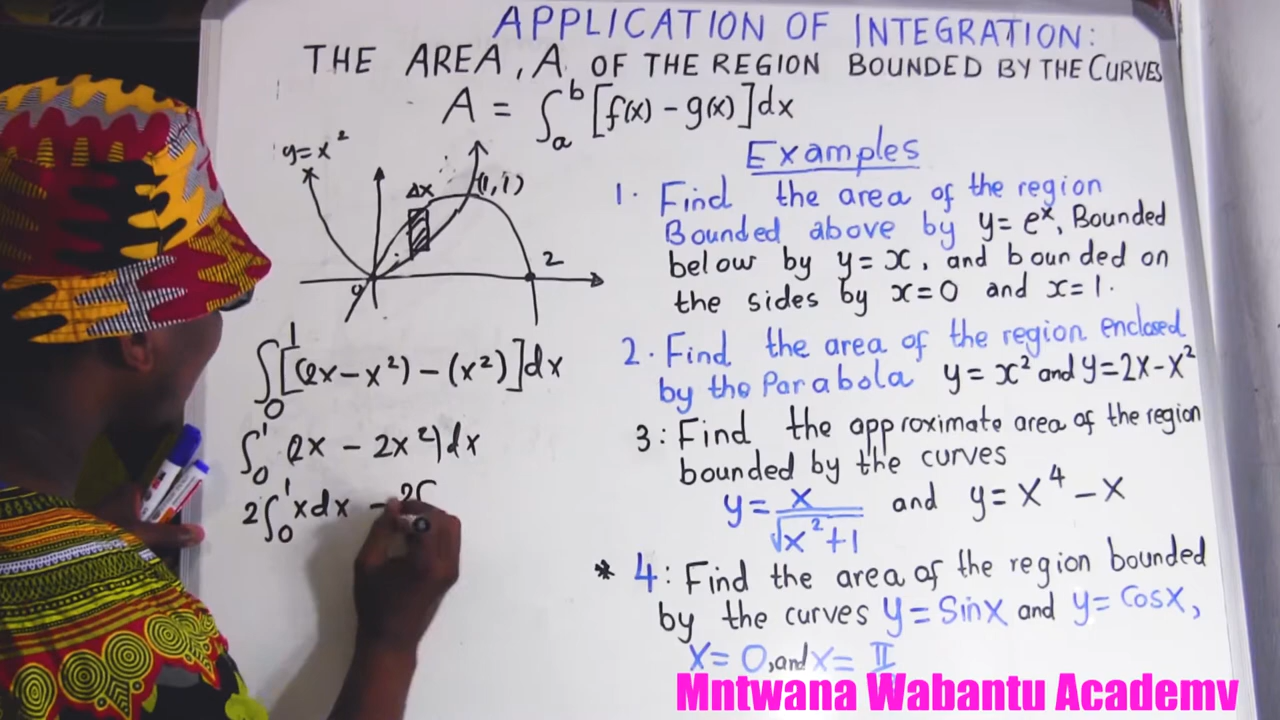 APPLICATION OF INTEGRATION:
THE AREA, A, OF THE REGION BOUNDED BY THE CURVES
A = ∫_a^b [f(x) - g(x)]dx
y=x²
Δx
(1,1)
0
2
∫_0^1 [(2x-x²) - (x²)]dx
∫_0^1 (2x - 2x²)dx
2∫_0^1 xdx - 2∫
Examples
1. Find the area of the region
Bounded above by y=e^x, Bounded
below by y=x, and bounded on
the sides by x=0 and x=1.
2. Find the area of the region enclosed
by the Parabola y=x² and y=2x-x²
3: Find the approximate area of the region
bounded by the curves
y= x/√(x²+1) and y=x⁴-x
* 4: Find the area of the region bounded
by the curves y=Sinx and y=Cosx,
x=0, and x=π
Mntwana Wabantu Academy